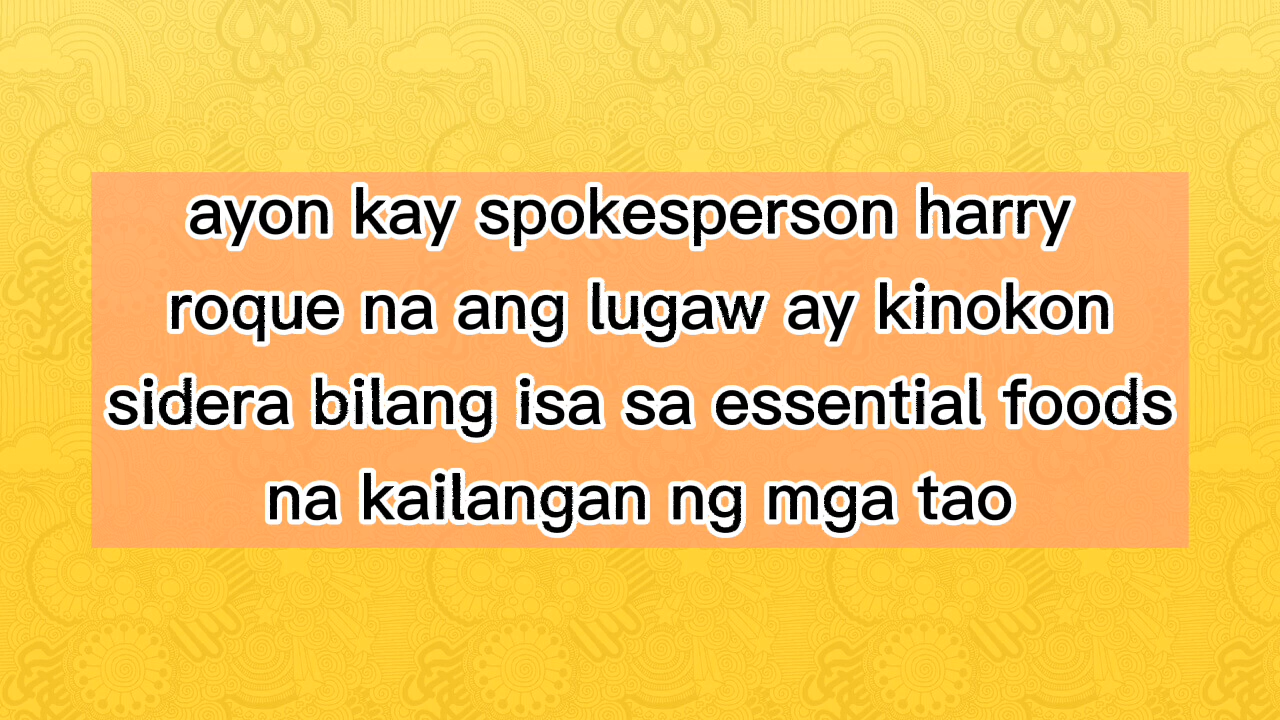 ayon kay spokesperson harry
roque na ang lugaw ay kinokon
sidera bilang isa sa essential foods
na kailangan ng mga tao